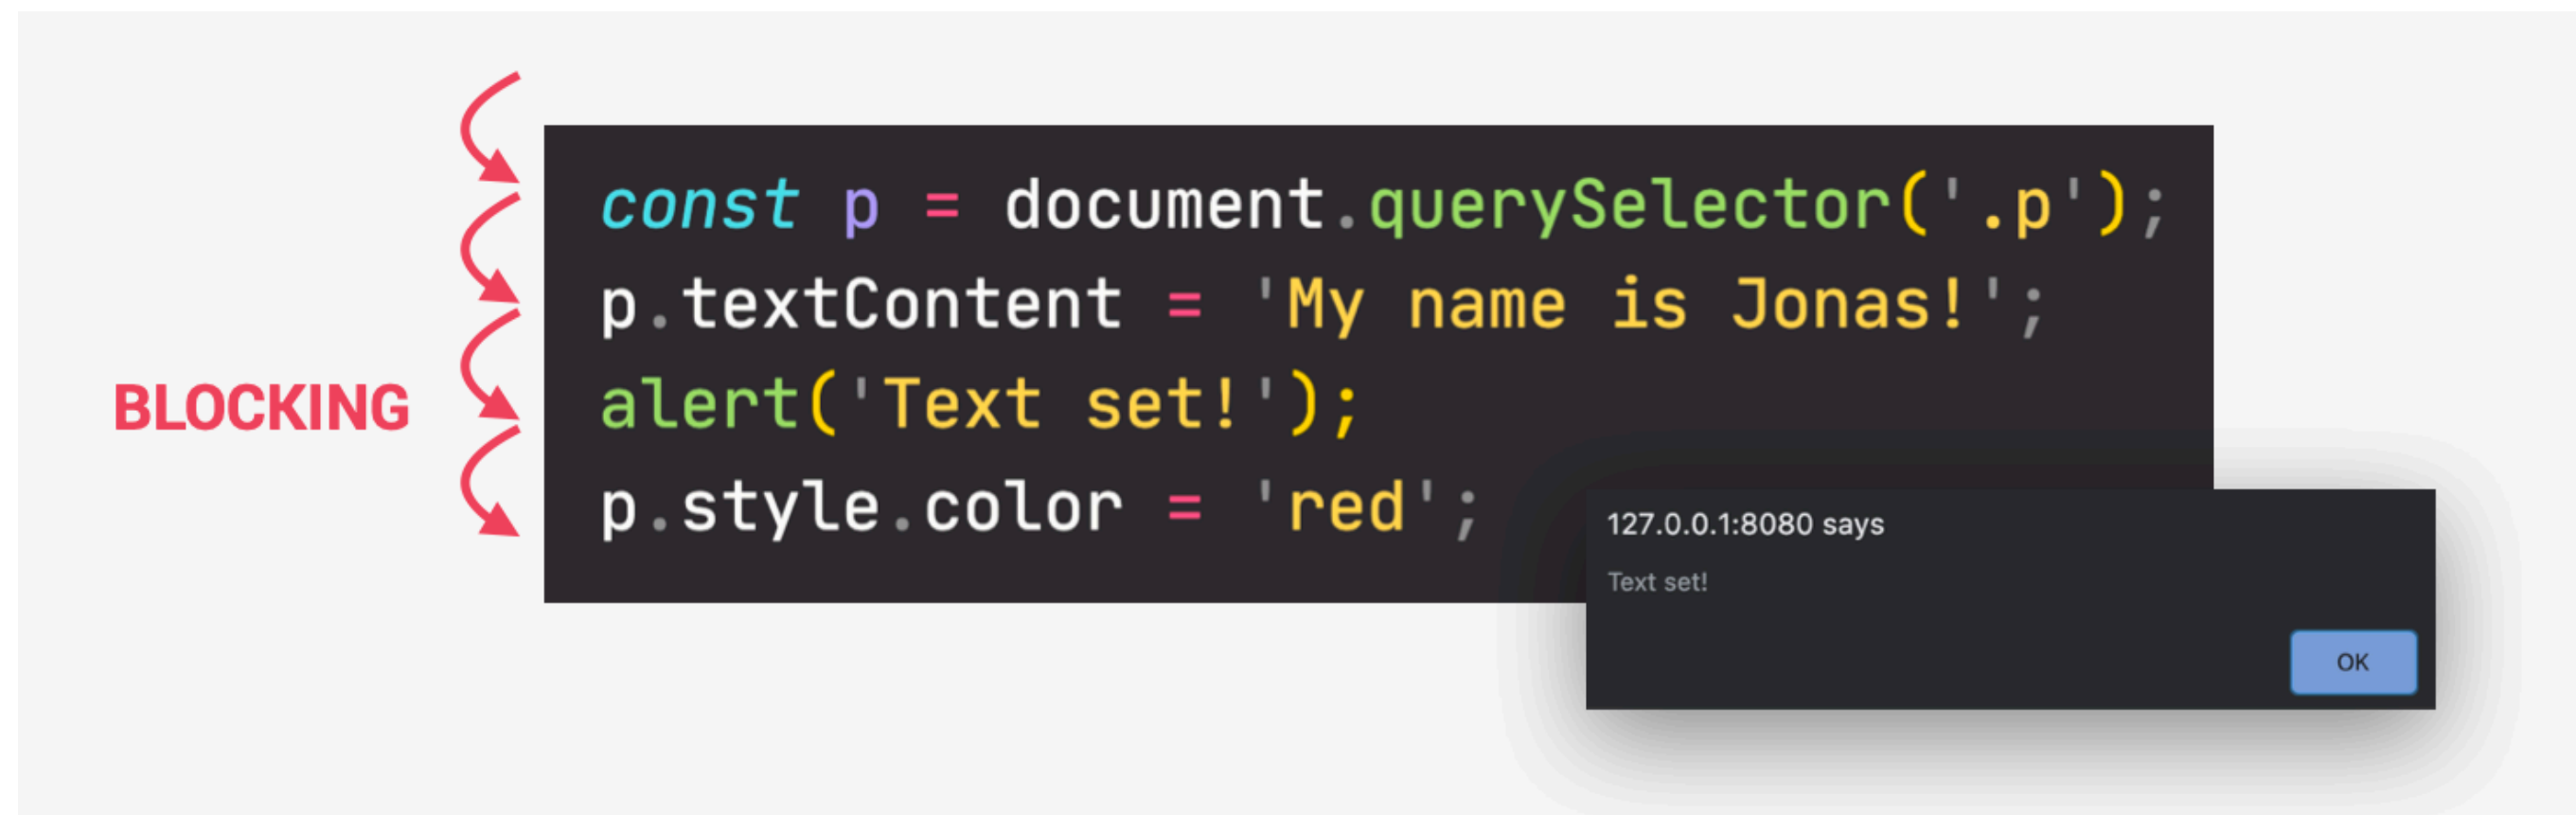 const p = document.querySelector('.p');
p.textContent = 'My name is Jonas!';
BLOCKING
alert('Text set!');
p.style.color = 'red';
127.0.0.1:8080 says
Text set!
OK